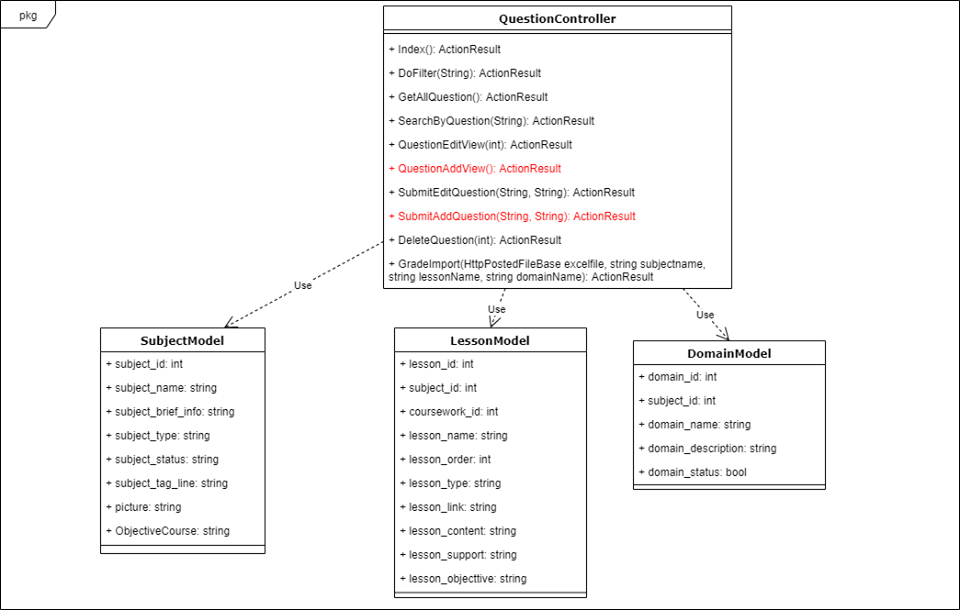 pkg
QuestionController
+ Index(): ActionResult
+ DoFilter(String): ActionResult
+ GetAllQuestion(): ActionResult
+ SearchByQuestion(String): ActionResult
+ QuestionEditView(int): ActionResult
+ QuestionAddView(): ActionResult
+ SubmitEditQuestion(String, String): ActionResult
+ SubmitAddQuestion(String, String): ActionResult
+ DeleteQuestion(int): ActionResult
+ GradeImport(HttpPostedFileBase excelfile, string subjectname,
string lessonName, string domainName): ActionResult
Use
Use
Use
SubjectModel
+ subject_id: int
+ subject_name: string
+ subject_brief_info: string
+ subject_type: string
+ subject_status: string
+ subject_tag_line: string
+ picture: string
+ ObjectiveCourse: string
LessonModel
+ lesson_id: int
+ subject_id: int
+ coursework_id: int
+ lesson_name: string
+ lesson_order: int
+ lesson_type: string
+ lesson_link: string
+ lesson_content: string
+ lesson_support: string
+ lesson_objecttive: string
DomainModel
+ domain_id: int
+ subject_id: int
+ domain_name: string
+ domain_description: string
+ domain_status: bool